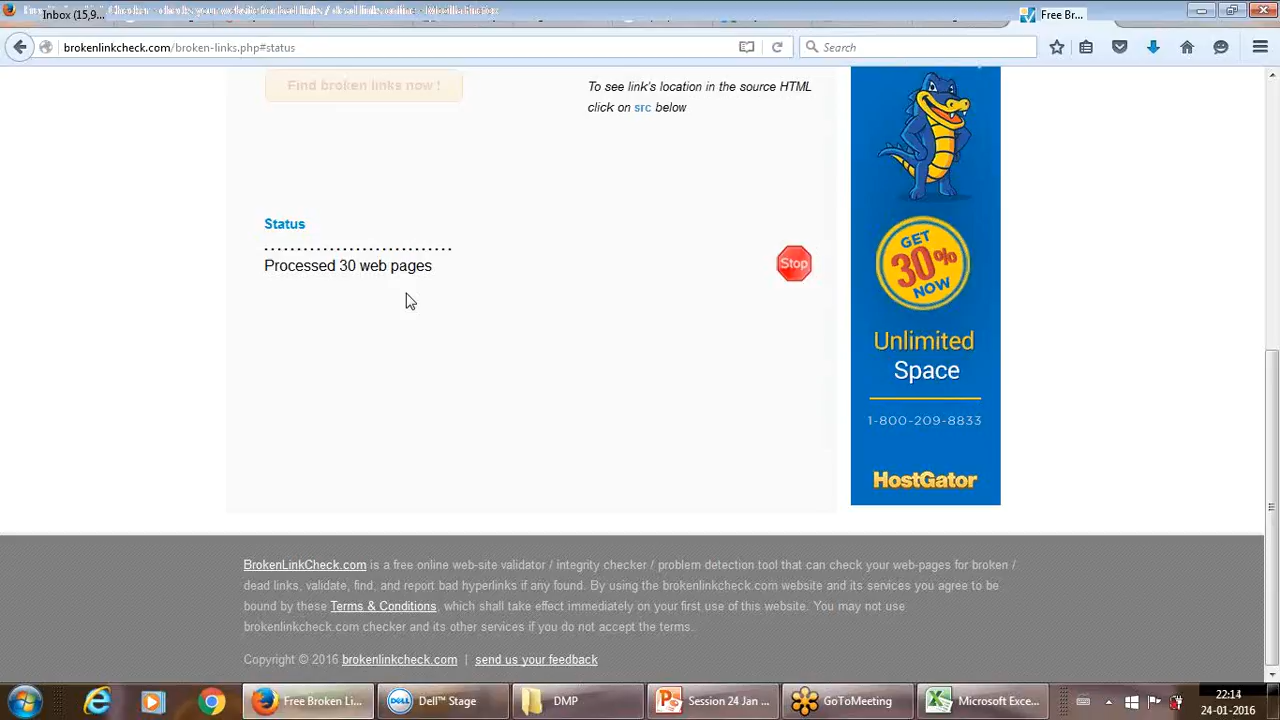 Inbox (15,9...
Free Br...
brokenlinkcheck.com/broken-links.php#status
Search
Find broken links now !
To see link's location in the source HTML
click on src below
Status
Processed 30 web pages
Stop
GET
30%
NOW
Unlimited
Space
1-800-209-8833
HostGator
BrokenLinkCheck.com is a free online web-site validator / integrity checker / problem detection tool that can check your web-pages for broken /
dead links, validate, find, and report bad hyperlinks if any found. By using the brokenlinkcheck.com website and its services you agree to be
bound by these Terms & Conditions, which shall take effect immediately on your first use of this website. You may not use
brokenlinkcheck.com checker and its other services if you do not accept the terms.
Copyright © 2016 brokenlinkcheck.com | send us your feedback
Free Broken Li...
DELL
Dell™ Stage
DMP
Session 24 Jan ...
GoToMeeting
Microsoft Exce...
22:14
24-01-2016